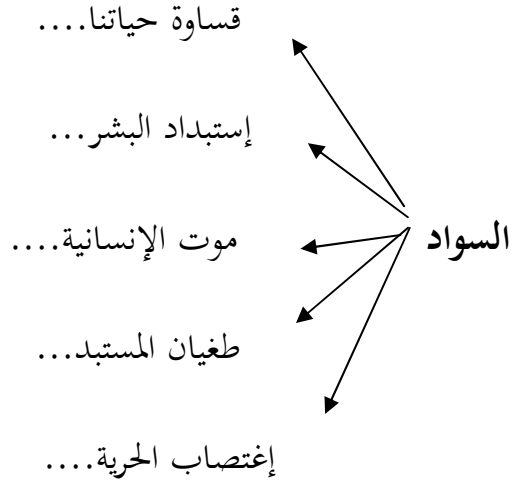 قساوة حياتنا....
إستبداد البشر...
السواد
موت الإنسانية....
طغيان المستبد...
إغتصاب الحرية....